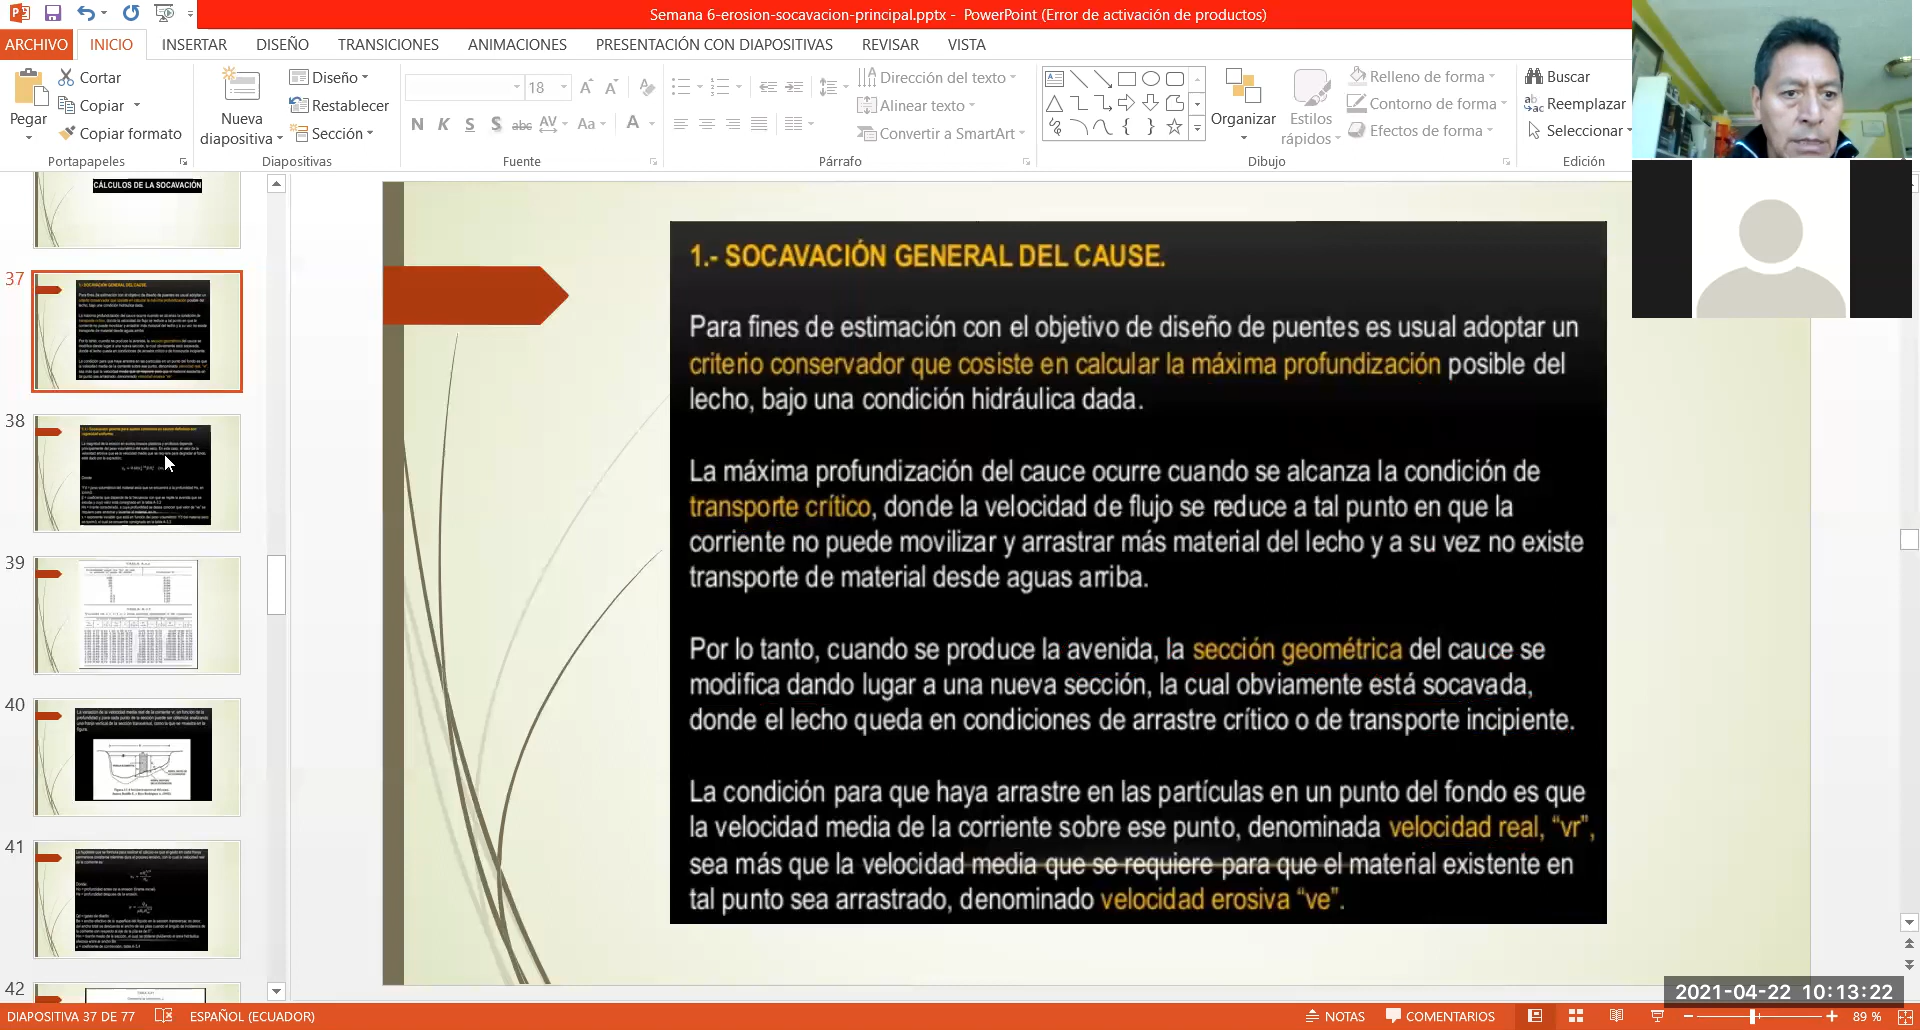 Semana 6-erosion-socavacion-principal.pptx - PowerPoint (Error de activación de productos)
ARCHIVO INICIO INSERTAR DISEÑO TRANSICIONES ANIMACIONES PRESENTACIÓN CON DIAPOSITIVAS REVISAR VISTA
Pegar
Cortar
Copiar
Copiar formato
Portapapeles
Nueva diapositiva
Diseño
Restablecer
Sección
Diapositivas
18
N K S S abc AV Aa A
Fuente
Dirección del texto
Alinear texto
Convertir a SmartArt
Párrafo
Organizar
Estilos rápidos
Relleno de forma
Contorno de forma
Efectos de forma
Dibujo
Buscar
Reemplazar
Seleccionar
Edición
CÁLCULOS DE LA SOCAVACIÓN
37
38
39
40
41
42
1.- SOCAVACIÓN GENERAL DEL CAUSE.
Para fines de estimación con el objetivo de diseño de puentes es usual adoptar un
criterio conservador que cosiste en calcular la máxima profundización posible del
lecho, bajo una condición hidráulica dada.
La máxima profundización del cauce ocurre cuando se alcanza la condición de
transporte crítico, donde la velocidad de flujo se reduce a tal punto en que la
corriente no puede movilizar y arrastrar más material del lecho y a su vez no existe
transporte de material desde aguas arriba.
Por lo tanto, cuando se produce la avenida, la sección geométrica del cauce se
modifica dando lugar a una nueva sección, la cual obviamente está socavada,
donde el lecho queda en condiciones de arrastre crítico o de transporte incipiente.
La condición para que haya arrastre en las partículas en un punto del fondo es que
la velocidad media de la corriente sobre ese punto, denominada velocidad real, “vr”,
sea más que la velocidad media que se requiere para que el material existente en
tal punto sea arrastrado, denominado velocidad erosiva “ve”.
2021-04-22 10:13:22
DIAPOSITIVA 37 DE 77 ESPAÑOL (ECUADOR) NOTAS COMENTARIOS 89 %